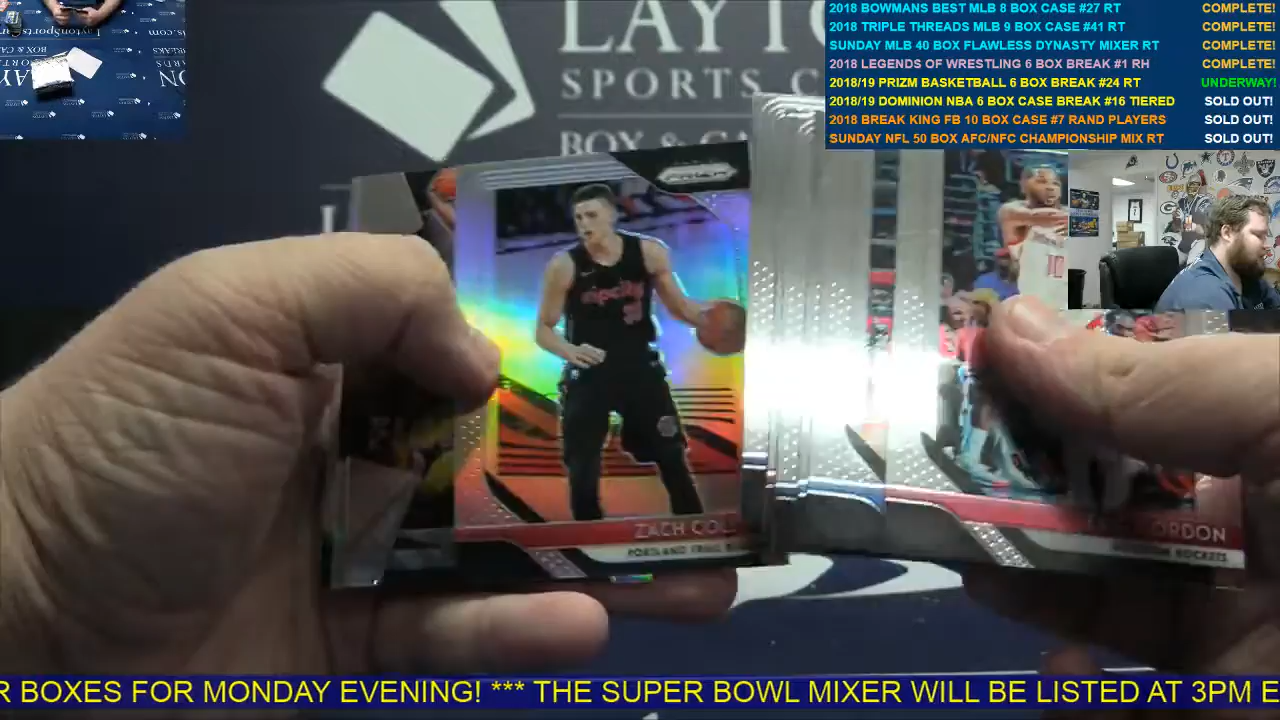 2018 BOWMANS BEST MLB 8 BOX CASE #27 RT COMPLETE!
2018 TRIPLE THREADS MLB 9 BOX CASE #41 RT COMPLETE!
SUNDAY MLB 40 BOX FLAWLESS DYNASTY MIXER RT COMPLETE!
2018 LEGENDS OF WRESTLING 6 BOX BREAK #1 RH COMPLETE!
2018/19 PRIZM BASKETBALL 6 BOX BREAK #24 RT UNDERWAY!
2018/19 DOMINION NBA 6 BOX CASE BREAK #16 TIERED SOLD OUT!
2018 BREAK KING FB 10 BOX CASE #7 RAND PLAYERS SOLD OUT!
SUNDAY NFL 50 BOX AFC/NFC CHAMPIONSHIP MIX RT SOLD OUT!
LAYTO
SPORTS C
BOX & CA
PRIZM
ZACH COL
PORTLAND TRAIL B
ORDON
ROCKETS
R BOXES FOR MONDAY EVENING! *** THE SUPER BOWL MIXER WILL BE LISTED AT 3PM E